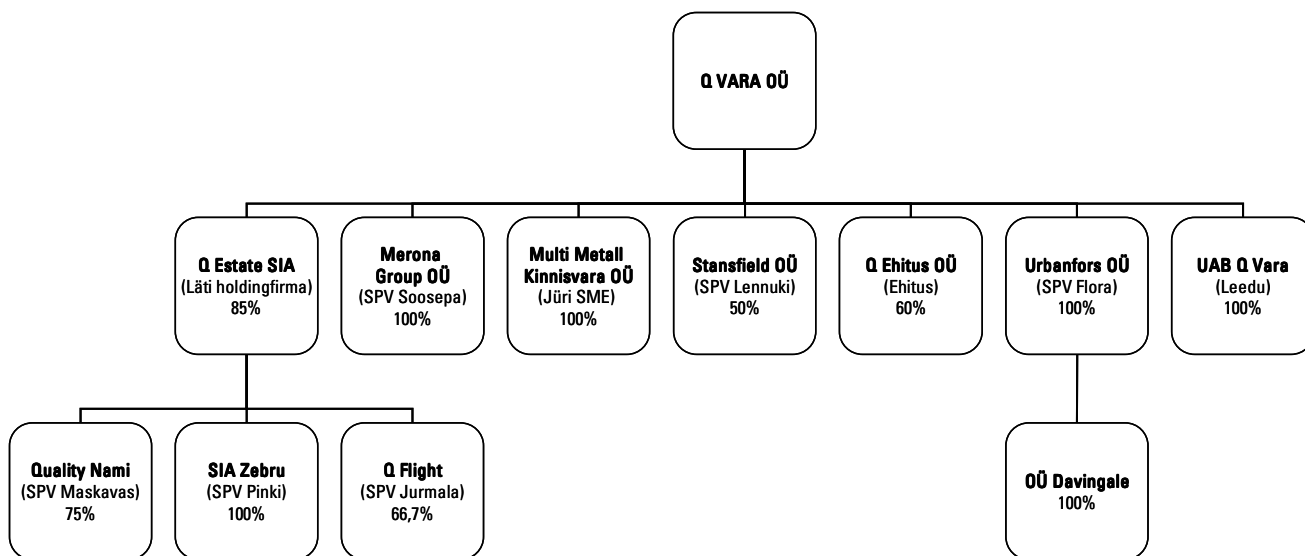 Q VARA OÜ
Q Estate SIA
(Läti holdingfirma)
85%
Merona
Group OÜ
(SPV Soosepa)
100%
Multi Metall
Kinnisvara OÜ
(Jüri SME)
100%
Stansfield OÜ
(SPV Lennuki)
50%
Q Ehitus OÜ
(Ehitus)
60%
Urbanfors OÜ
(SPV Flora)
100%
UAB Q Vara
(Leedu)
100%
Quality Nami
(SPV Maskavas)
75%
SIA Zebru
(SPV Pinki)
100%
Q Flight
(SPV Jurmala)
66,7%
OÜ Davingale
100%